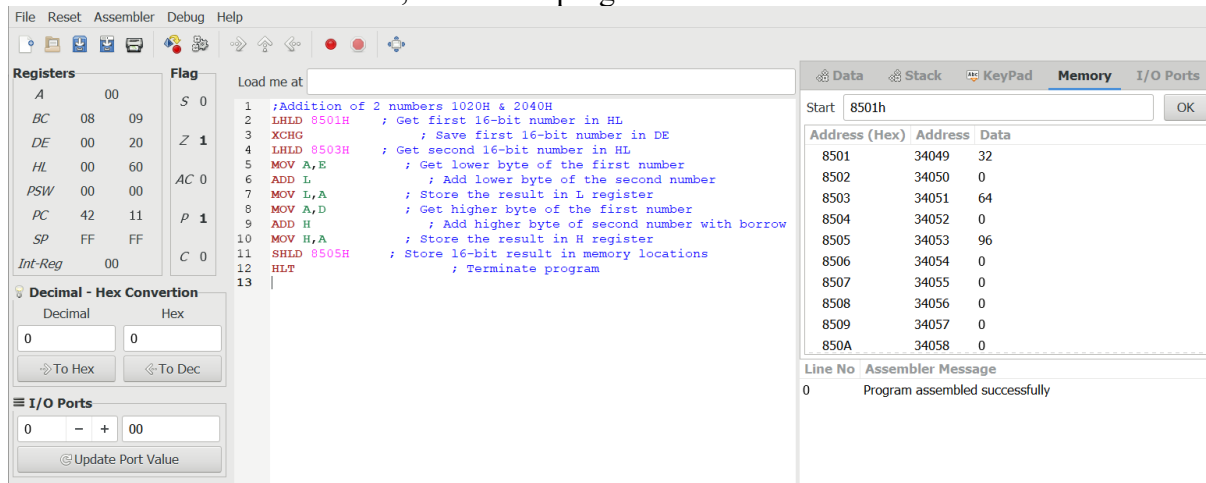 File Reset Assembler Debug Help
Registers
A 00
BC 08 09
DE 00 20
HL 00 60
PSW 00 00
PC 42 11
SP FF FF
Int-Reg 00
Flag
S 0
Z 1
AC 0
P 1
C 0
Decimal - Hex Convertion
Decimal Hex
0 0
To Hex To Dec
I/O Ports
0 - + 00
Update Port Value
Load me at
1 ;Addition of 2 numbers 1020H & 2040H
2 LHLD 8501H ; Get first 16-bit number in HL
3 XCHG ; Save first 16-bit number in DE
4 LHLD 8503H ; Get second 16-bit number in HL
5 MOV A,E ; Get lower byte of the first number
6 ADD L ; Add lower byte of the second number
7 MOV L,A ; Store the result in L register
8 MOV A,D ; Get higher byte of the first number
9 ADD H ; Add higher byte of second number with borrow
10 MOV H,A ; Store the result in H register
11 SHLD 8505H ; Store 16-bit result in memory locations
12 HLT ; Terminate program
13
Data Stack KeyPad Memory I/O Ports
Start 8501h OK
Address (Hex) Address Data
8501 34049 32
8502 34050 0
8503 34051 64
8504 34052 0
8505 34053 96
8506 34054 0
8507 34055 0
8508 34056 0
8509 34057 0
850A 34058 0
Line No Assembler Message
0 Program assembled successfully